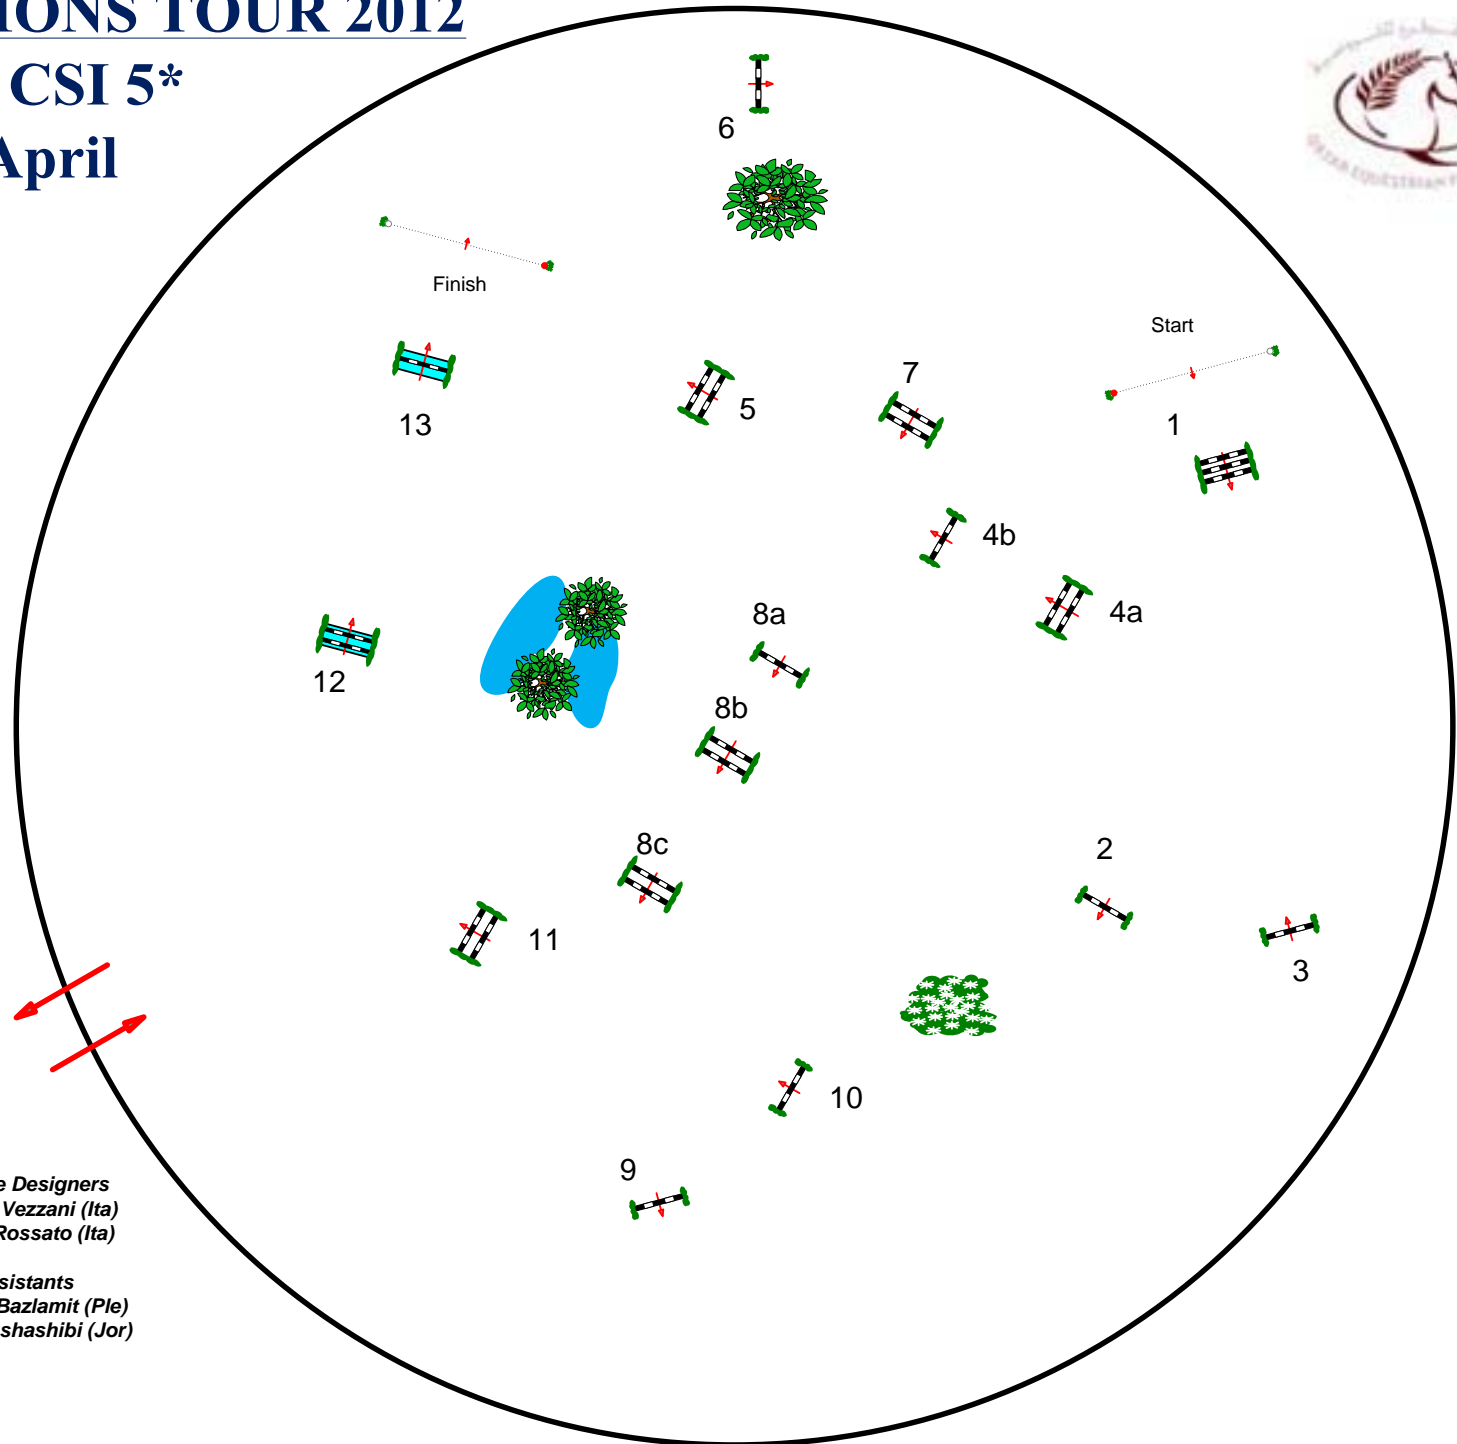 IONS TOUR 2012
CSI 5*
April
6
Finish
Start
13
5
7
1
4b
4a
8a
12
8b
8c
2
11
3
10
9
e Designers
Vezzani (Ita)
Rossato (Ita)
sistants
Bazlamit (Ple)
shashibi (Jor)